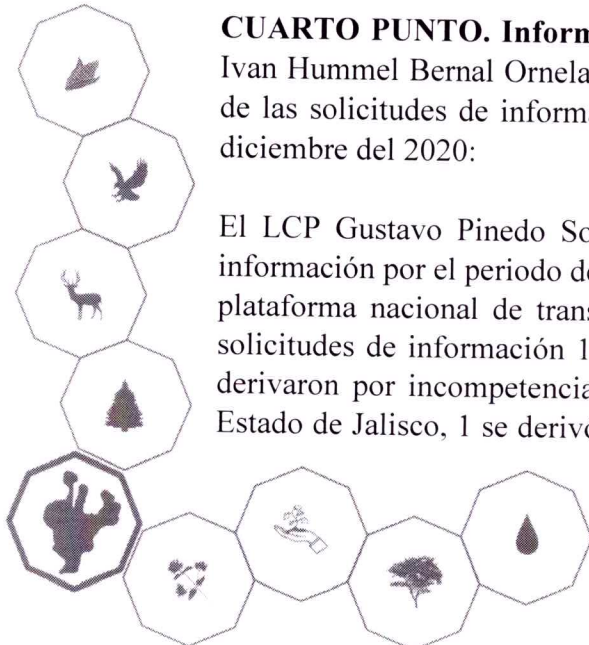 CUARTO PUNTO. Inform
Ivan Hummel Bernal Ornela
de las solicitudes de informa
diciembre del 2020:
El LCP Gustavo Pinedo So
información por el periodo de
plataforma nacional de trans
solicitudes de información 1
derivaron por incompetencia
Estado de Jalisco, 1 se derivo